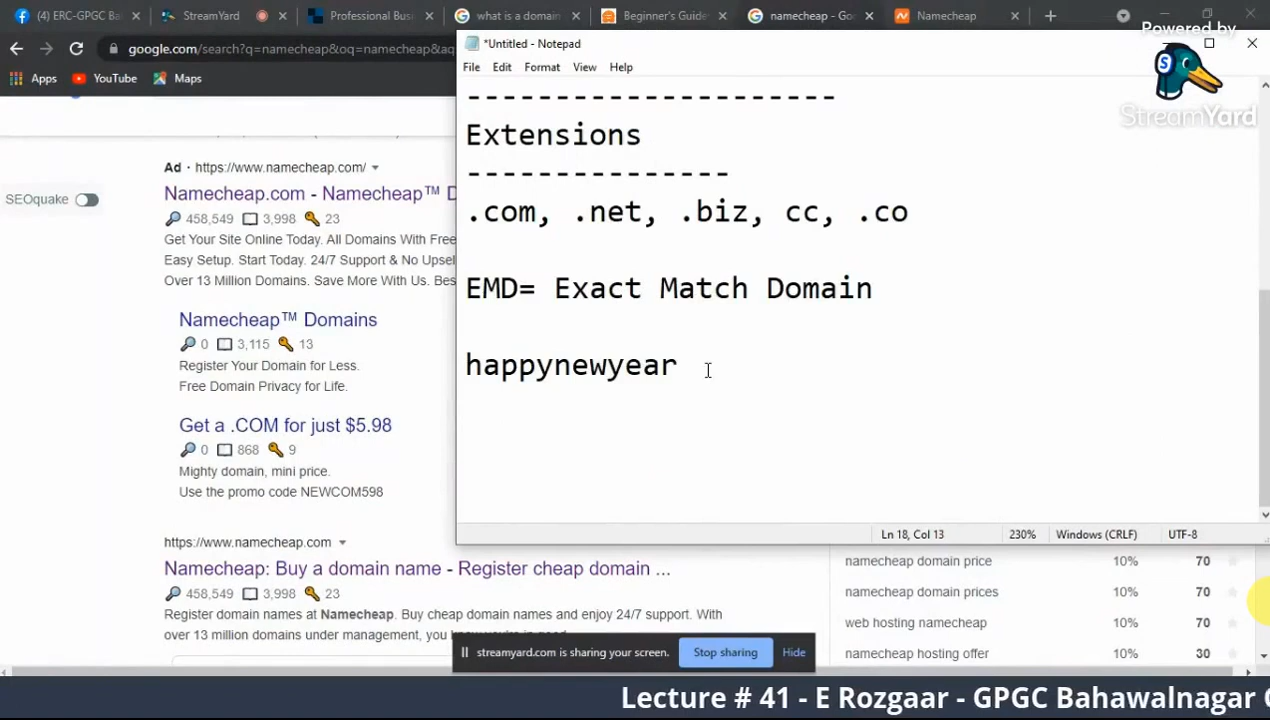 (4) ERC-GPGC Ba
StreamYard
Professional Bus
what is a domain
Beginner's Guide
namecheap - Goo
Namecheap
Powered by
StreamYard
google.com/search?q=namecheap&oq=namecheap&aq
Apps
YouTube
Maps
*Untitled - Notepad
File Edit Format View Help
---------------------
Extensions
---------------
.com, .net, .biz, cc, .co
EMD= Exact Match Domain
happynewyear
Ln 18, Col 13 230% Windows (CRLF) UTF-8
SEOquake
Ad · https://www.namecheap.com/
Namecheap.com - Namecheap™ D
458,549 3,998 23
Get Your Site Online Today. All Domains With Free
Easy Setup. Start Today. 24/7 Support & No Upsel
Over 13 Million Domains. Save More With Us. Bes
Namecheap™ Domains
0 3,115 13
Register Your Domain for Less.
Free Domain Privacy for Life.
Get a .COM for just $5.98
0 868 9
Mighty domain, mini price.
Use the promo code NEWCOM598
https://www.namecheap.com
Namecheap: Buy a domain name - Register cheap domain ...
458,549 3,998 23
Register domain names at Namecheap. Buy cheap domain names and enjoy 24/7 support. With
over 13 million domains under management, you
namecheap domain price 10% 70
namecheap domain prices 10% 70
web hosting namecheap 10% 70
namecheap hosting offer 10% 30
streamyard.com is sharing your screen.
Stop sharing
Hide
Lecture # 41 - E Rozgaar - GPGC Bahawalnagar